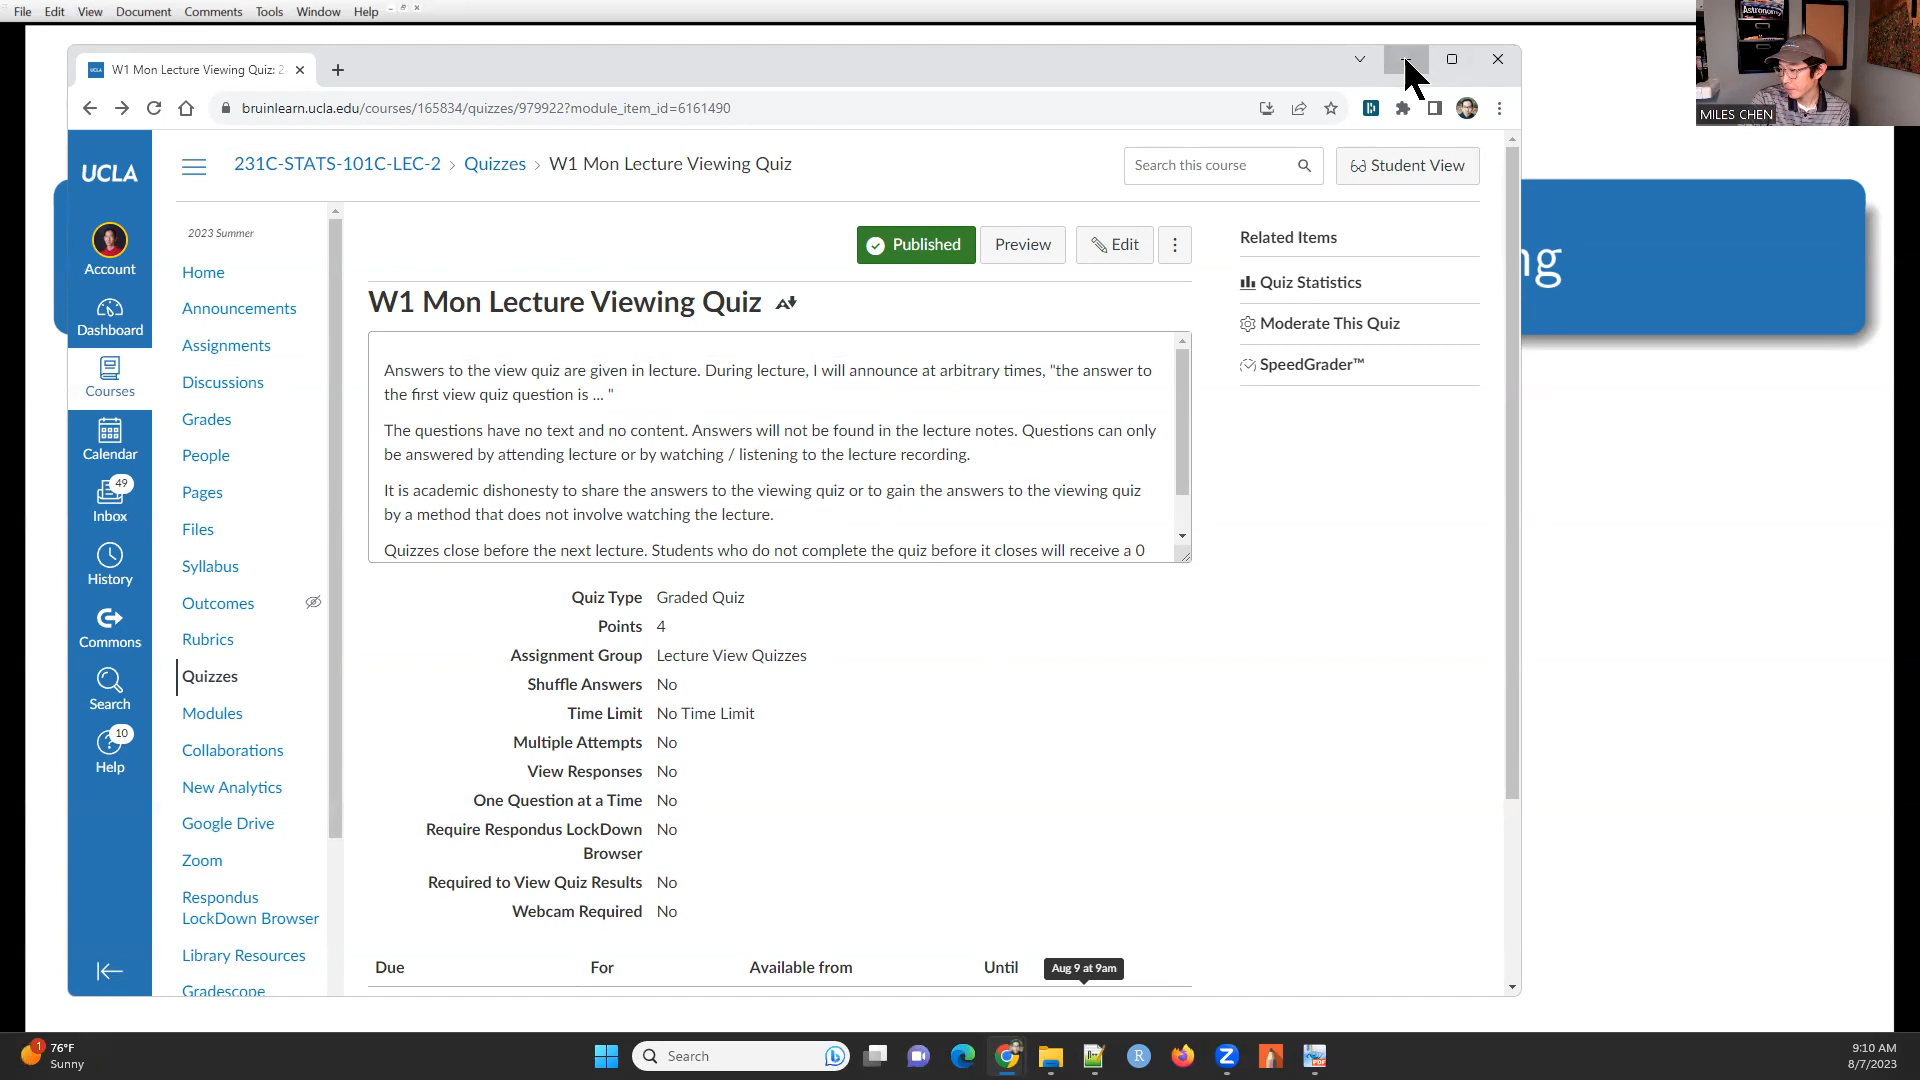 File Edit View Document Comments Tools Window Help
W1 Mon Lecture Viewing Quiz: 2
bruinlearn.ucla.edu/courses/165834/quizzes/979922?module_item_id=6161490
Astronomy
MILES CHEN
UCLA
Account
Dashboard
Courses
Calendar
49
Inbox
History
Commons
Search
10
Help
231C-STATS-101C-LEC-2 › Quizzes › W1 Mon Lecture Viewing Quiz
Search this course
Student View
2023 Summer
Home
Announcements
Assignments
Discussions
Grades
People
Pages
Files
Syllabus
Outcomes
Rubrics
Quizzes
Modules
Collaborations
New Analytics
Google Drive
Zoom
Respondus
LockDown Browser
Library Resources
Gradescope
Published Preview Edit
W1 Mon Lecture Viewing Quiz
Answers to the view quiz are given in lecture. During lecture, I will announce at arbitrary times, "the answer to
the first view quiz question is ... "
The questions have no text and no content. Answers will not be found in the lecture notes. Questions can only
be answered by attending lecture or by watching / listening to the lecture recording.
It is academic dishonesty to share the answers to the viewing quiz or to gain the answers to the viewing quiz
by a method that does not involve watching the lecture.
Quizzes close before the next lecture. Students who do not complete the quiz before it closes will receive a 0
Quiz Type Graded Quiz
Points 4
Assignment Group Lecture View Quizzes
Shuffle Answers No
Time Limit No Time Limit
Multiple Attempts No
View Responses No
One Question at a Time No
Require Respondus LockDown No
Browser
Required to View Quiz Results No
Webcam Required No
Due For Available from Until
Aug 9 at 9am
Related Items
Quiz Statistics
Moderate This Quiz
SpeedGrader™
ng
1
76°F
Sunny
Search
9:10 AM
8/7/2023